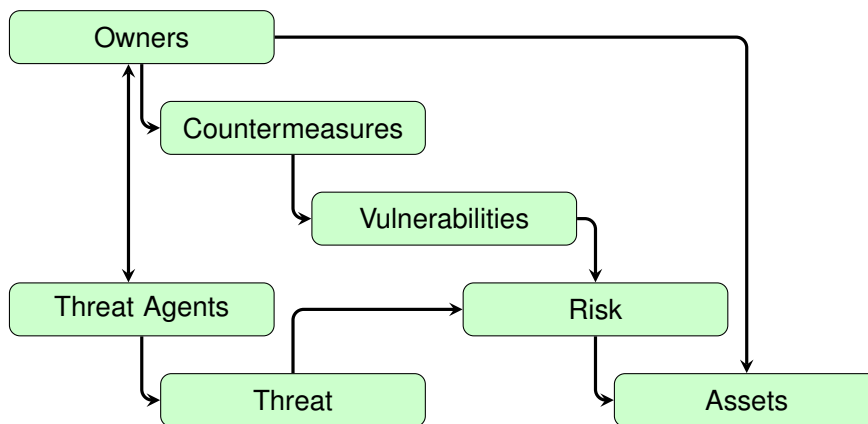 Owners
Countermeasures
Vulnerabilities
Threat Agents
Risk
Threat
Assets